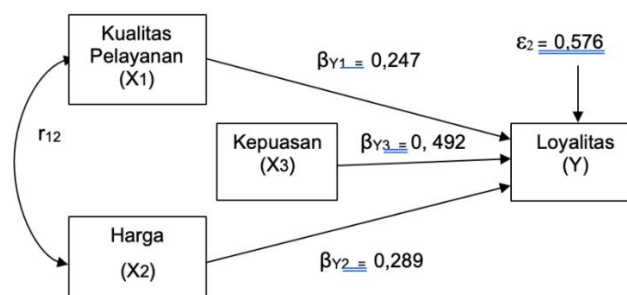 Kualitas
Pelayanan
(X1)
βY1 = 0,247
ε2 = 0,576
r12
Kepuasan
(X3)
βY3 = 0, 492
Loyalitas
(Y)
Harga
(X2)
βY2 = 0,289